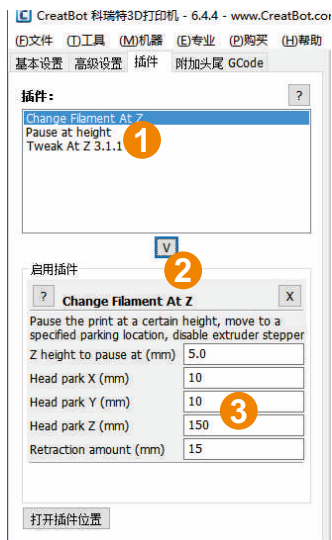 CreatBot 科瑞特3D打印机 - 6.4.4 - www.CreatBot.com
(F)文件 (T)工具 (M)机器 (E)专业 (P)购买 (H)帮助
基本设置 高级设置 插件 附加头尾 GCode
插件： ?
Change Filament At Z
Pause at height
Tweak At Z 3.1.1
1
V
2
启用插件
? Change Filament At Z X
Pause the print at a certain height, move to a
specified parking location, disable extruder stepper
Z height to pause at (mm) 5.0
Head park X (mm) 10
Head park Y (mm) 10
3
Head park Z (mm) 150
Retraction amount (mm) 15
打开插件位置